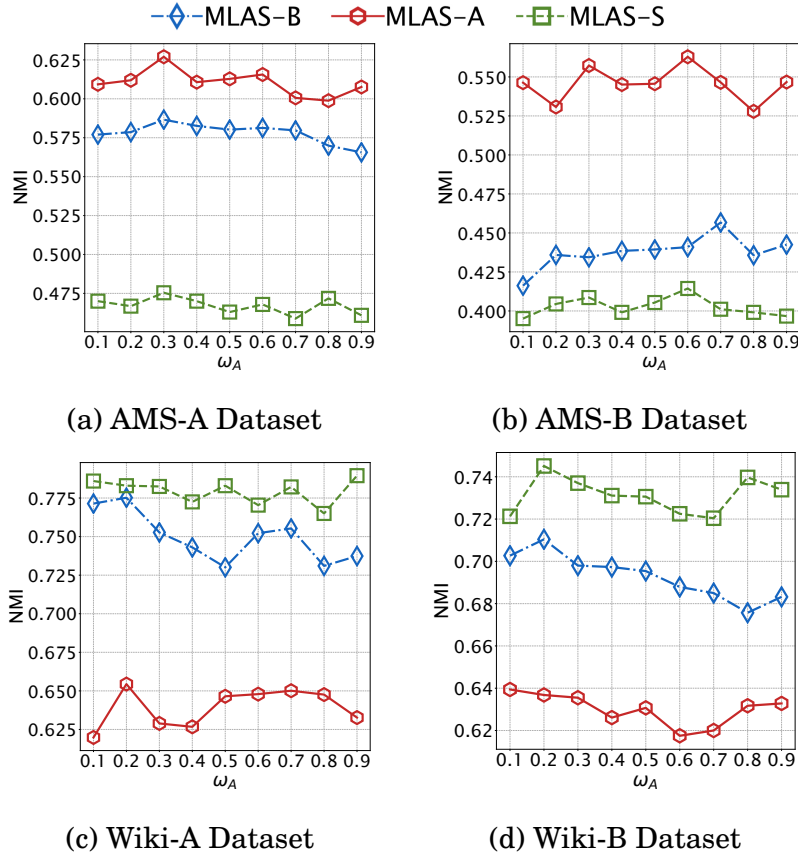 MLAS-B MLAS-A MLAS-S
NMI
0.625
0.600
0.575
0.550
0.525
0.500
0.475
0.1 0.2 0.3 0.4 0.5 0.6 0.7 0.8 0.9
ω_A
(a) AMS-A Dataset
NMI
0.550
0.525
0.500
0.475
0.450
0.425
0.400
0.1 0.2 0.3 0.4 0.5 0.6 0.7 0.8 0.9
ω_A
(b) AMS-B Dataset
NMI
0.775
0.750
0.725
0.700
0.675
0.650
0.625
0.1 0.2 0.3 0.4 0.5 0.6 0.7 0.8 0.9
ω_A
(c) Wiki-A Dataset
NMI
0.74
0.72
0.70
0.68
0.66
0.64
0.62
0.1 0.2 0.3 0.4 0.5 0.6 0.7 0.8 0.9
ω_A
(d) Wiki-B Dataset